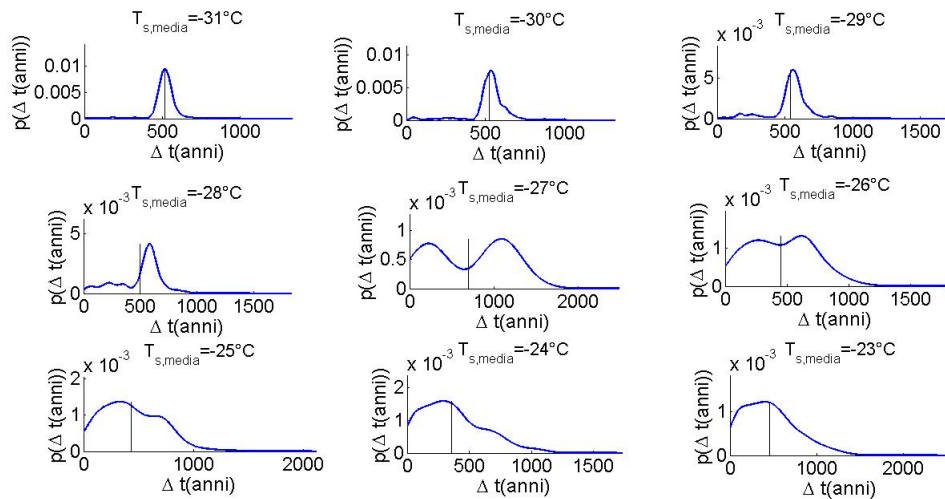 T_s,media=-31°C
p(Δ t(anni))
0.01
0.005
0
0 500 1000
Δ t(anni)
T_s,media=-30°C
p(Δ t(anni))
0.01
0.005
0
0 500 1000
Δ t(anni)
x 10^-3
T_s,media=-29°C
p(Δ t(anni))
5
0
0 500 1000 1500
Δ t(anni)
x 10^-3
T_s,media=-28°C
p(Δ t(anni))
5
0
0 500 1000 1500
Δ t(anni)
x 10^-3
T_s,media=-27°C
p(Δ t(anni))
1
0.5
0
0 1000 2000
Δ t(anni)
x 10^-3
T_s,media=-26°C
p(Δ t(anni))
1
0
0 500 1000 1500
Δ t(anni)
x 10^-3
T_s,media=-25°C
p(Δ t(anni))
2
1
0
0 1000 2000
Δ t(anni)
x 10^-3
T_s,media=-24°C
p(Δ t(anni))
2
1
0
0 500 1000 1500
Δ t(anni)
x 10^-3
T_s,media=-23°C
p(Δ t(anni))
1
0
0 1000 2000
Δ t(anni)